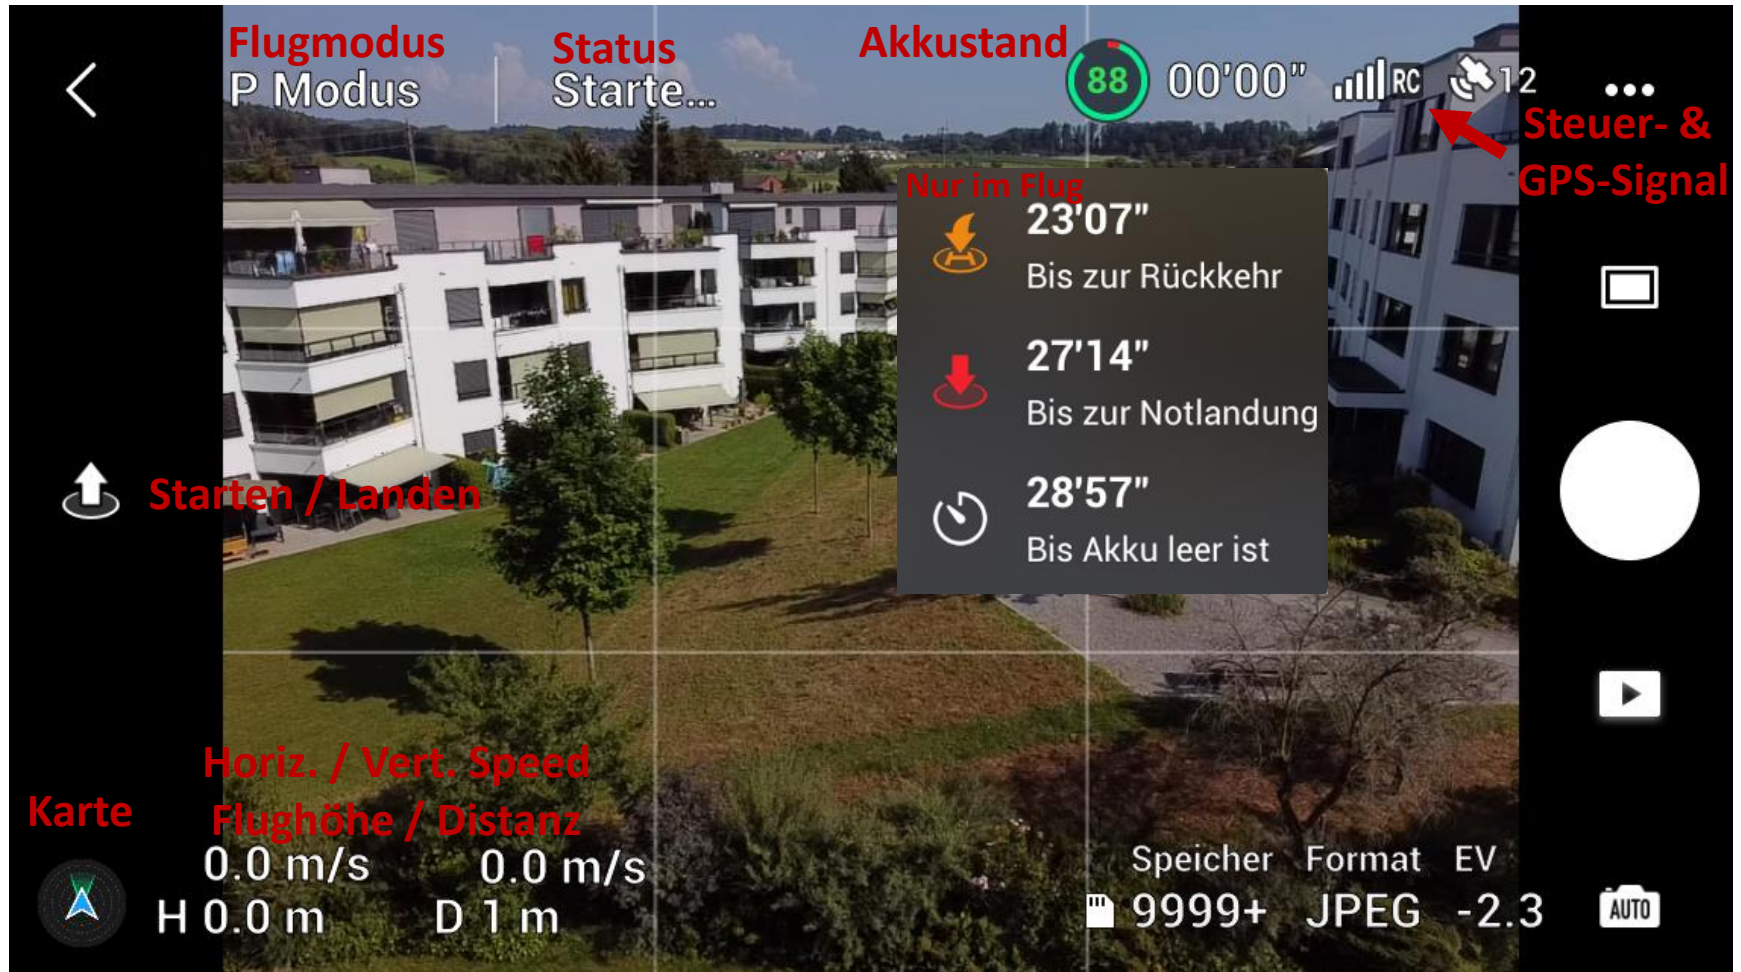 Flugmodus
Status
Akkustand
P Modus
Starte...
88
00'00"
RC
12
Steuer- &
GPS-Signal
Nur im Flug
23'07"
Bis zur Rückkehr
27'14"
Bis zur Notlandung
28'57"
Bis Akku leer ist
Starten / Landen
Horiz. / Vert. Speed
Karte
Flughöhe / Distanz
0.0 m/s
0.0 m/s
H 0.0 m
D 1 m
Speicher
Format
EV
9999+
JPEG
-2.3
AUTO